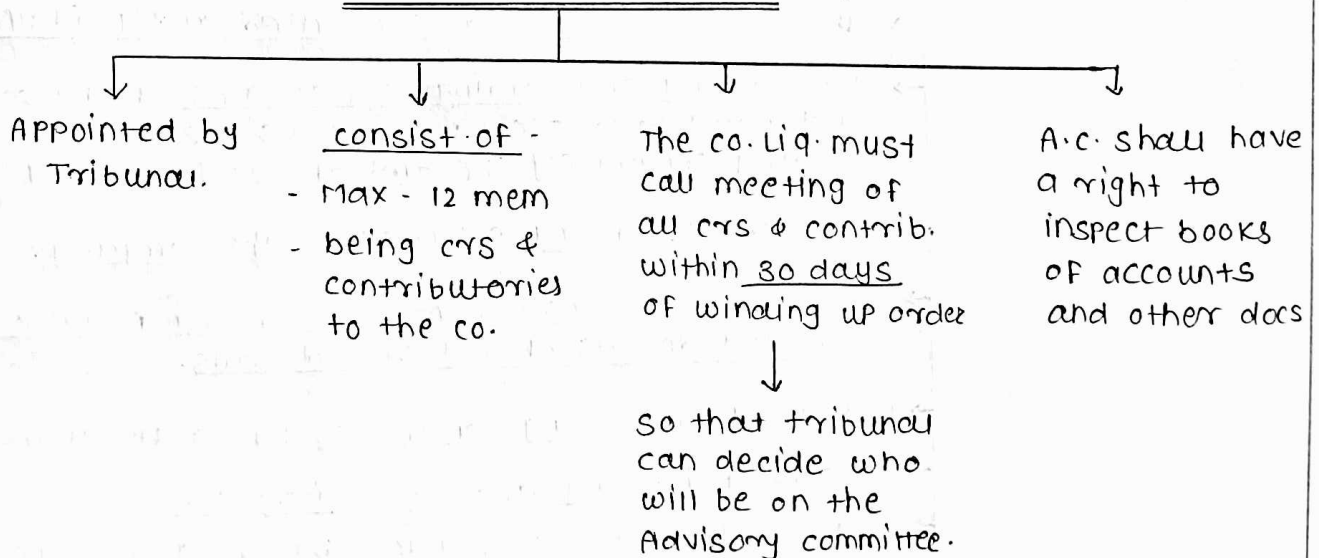 Appointed by
Tribunal.
consist of -
- Max - 12 mem
- being crs &
contributories
to the co.
The co. Liq. must
call meeting of
all crs & contrib.
within 30 days
of winding up order
so that tribunal
can decide who
will be on the
Advisory committee.
A.c. shall have
a right to
inspect books
of accounts
and other docs